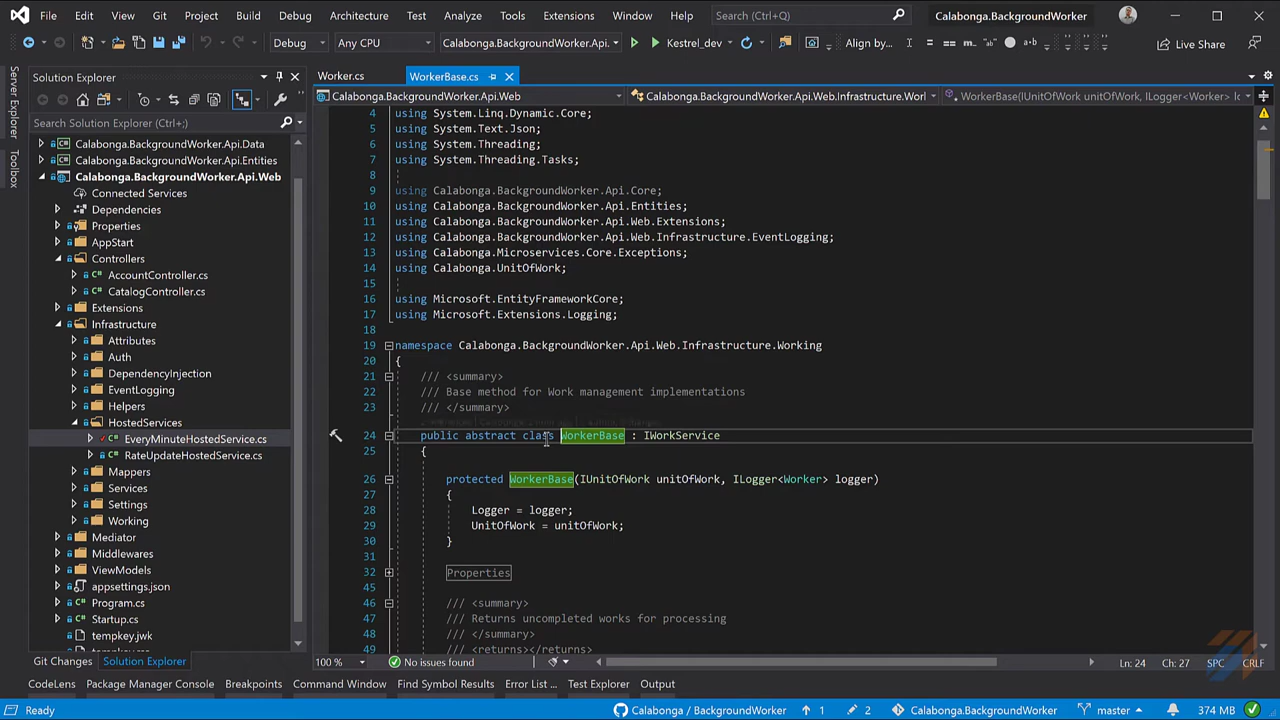 File Edit View Git Project Build Debug Architecture Test Analyze Tools Extensions Window Help Search (Ctrl+Q) Calabonga.BackgroundWorker
Debug Any CPU Calabonga.BackgroundWorker.Api. Kestrel_dev Align by... Live Share
Server Explorer
Toolbox
Solution Explorer
Search Solution Explorer (Ctrl+;)
Calabonga.BackgroundWorker.Api.Data
Calabonga.BackgroundWorker.Api.Entities
Calabonga.BackgroundWorker.Api.Web
Connected Services
Dependencies
Properties
AppStart
Controllers
AccountController.cs
CatalogController.cs
Extensions
Infrastructure
Attributes
Auth
DependencyInjection
EventLogging
Helpers
HostedServices
EveryMinuteHostedService.cs
RateUpdateHostedService.cs
Mappers
Services
Settings
Working
Mediator
Middlewares
ViewModels
appsettings.json
Program.cs
Startup.cs
tempkey.jwk
Git Changes Solution Explorer
Worker.cs WorkerBase.cs
Calabonga.BackgroundWorker.Api.Web Calabonga.BackgroundWorker.Api.Web.Infrastructure.Worl WorkerBase(IUnitOfWork unitOfWork, ILogger<Worker> lo
4 using System.Linq.Dynamic.Core;
5 using System.Text.Json;
6 using System.Threading;
7 using System.Threading.Tasks;
8
9 using Calabonga.BackgroundWorker.Api.Core;
10 using Calabonga.BackgroundWorker.Api.Entities;
11 using Calabonga.BackgroundWorker.Api.Web.Extensions;
12 using Calabonga.BackgroundWorker.Api.Web.Infrastructure.EventLogging;
13 using Calabonga.Microservices.Core.Exceptions;
14 using Calabonga.UnitOfWork;
15
16 using Microsoft.EntityFrameworkCore;
17 using Microsoft.Extensions.Logging;
18
19 namespace Calabonga.BackgroundWorker.Api.Web.Infrastructure.Working
20 {
21 /// <summary>
22 /// Base method for Work management implementations
23 /// </summary>
24 public abstract class WorkerBase : IWorkService
25 {
26 protected WorkerBase(IUnitOfWork unitOfWork, ILogger<Worker> logger)
27 {
28 Logger = logger;
29 UnitOfWork = unitOfWork;
30 }
31
32 Properties
45
46 /// <summary>
47 /// Returns uncompleted works for processing
48 /// </summary>
49 /// <returns></returns>
100 % No issues found Ln: 24 Ch: 27 SPC CRLF
CodeLens Package Manager Console Breakpoints Command Window Find Symbol Results Error List ... Test Explorer Output
Ready Calabonga / BackgroundWorker 1 2 Calabonga.BackgroundWorker master 374 MB